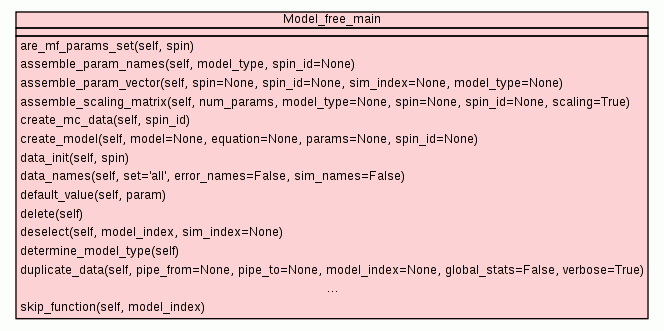 Model_free_main
are_mf_params_set(self, spin)
assemble_param_names(self, model_type, spin_id=None)
assemble_param_vector(self, spin=None, spin_id=None, sim_index=None, model_type=None)
assemble_scaling_matrix(self, num_params, model_type=None, spin=None, spin_id=None, scaling=True)
create_mc_data(self, spin_id)
create_model(self, model=None, equation=None, params=None, spin_id=None)
data_init(self, spin)
data_names(self, set='all', error_names=False, sim_names=False)
default_value(self, param)
delete(self)
deselect(self, model_index, sim_index=None)
determine_model_type(self)
duplicate_data(self, pipe_from=None, pipe_to=None, model_index=None, global_stats=False, verbose=True)
...
skip_function(self, model_index)